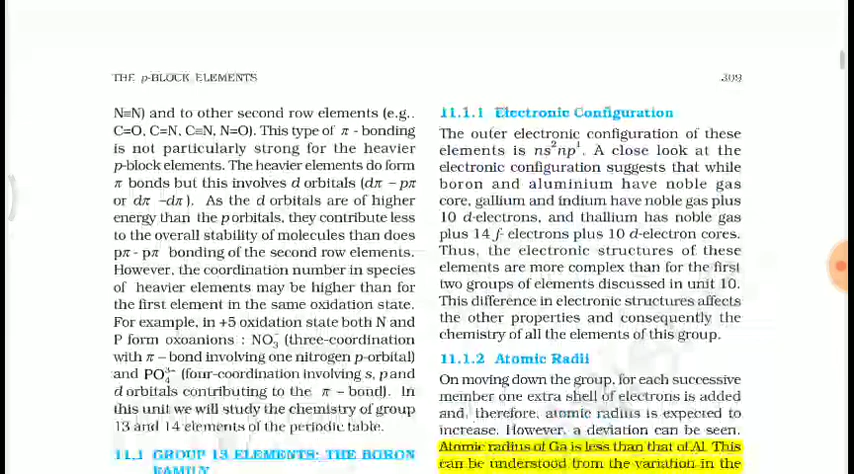 THE p-BLOCK ELEMENTS
309
N≡N) and to other second row elements (e.g.,
C=O, C=N, C≡N, N=O). This type of π - bonding
is not particularly strong for the heavier
p-block elements. The heavier elements do form
π bonds but this involves d orbitals (dπ – pπ
or dπ –dπ ). As the d orbitals are of higher
energy than the p orbitals, they contribute less
to the overall stability of molecules than does
pπ - pπ bonding of the second row elements.
However, the coordination number in species
of heavier elements may be higher than for
the first element in the same oxidation state.
For example, in +5 oxidation state both N and
P form oxoanions : NO₃⁻ (three-coordination
with π – bond involving one nitrogen p-orbital)
and PO₄³⁻ (four-coordination involving s, p and
d orbitals contributing to the π – bond). In
this unit we will study the chemistry of group
13 and 14 elements of the periodic table.
11.1 GROUP 13 ELEMENTS: THE BORON
FAMILY
11.1.1 Electronic Configuration
The outer electronic configuration of these
elements is ns²np¹. A close look at the
electronic configuration suggests that while
boron and aluminium have noble gas
core, gallium and indium have noble gas plus
10 d-electrons, and thallium has noble gas
plus 14 f- electrons plus 10 d-electron cores.
Thus, the electronic structures of these
elements are more complex than for the first
two groups of elements discussed in unit 10.
This difference in electronic structures affects
the other properties and consequently the
chemistry of all the elements of this group.
11.1.2 Atomic Radii
On moving down the group, for each successive
member one extra shell of electrons is added
and, therefore, atomic radius is expected to
increase. However, a deviation can be seen.
Atomic radius of Ga is less than that of Al. This
can be understood from the variation in the